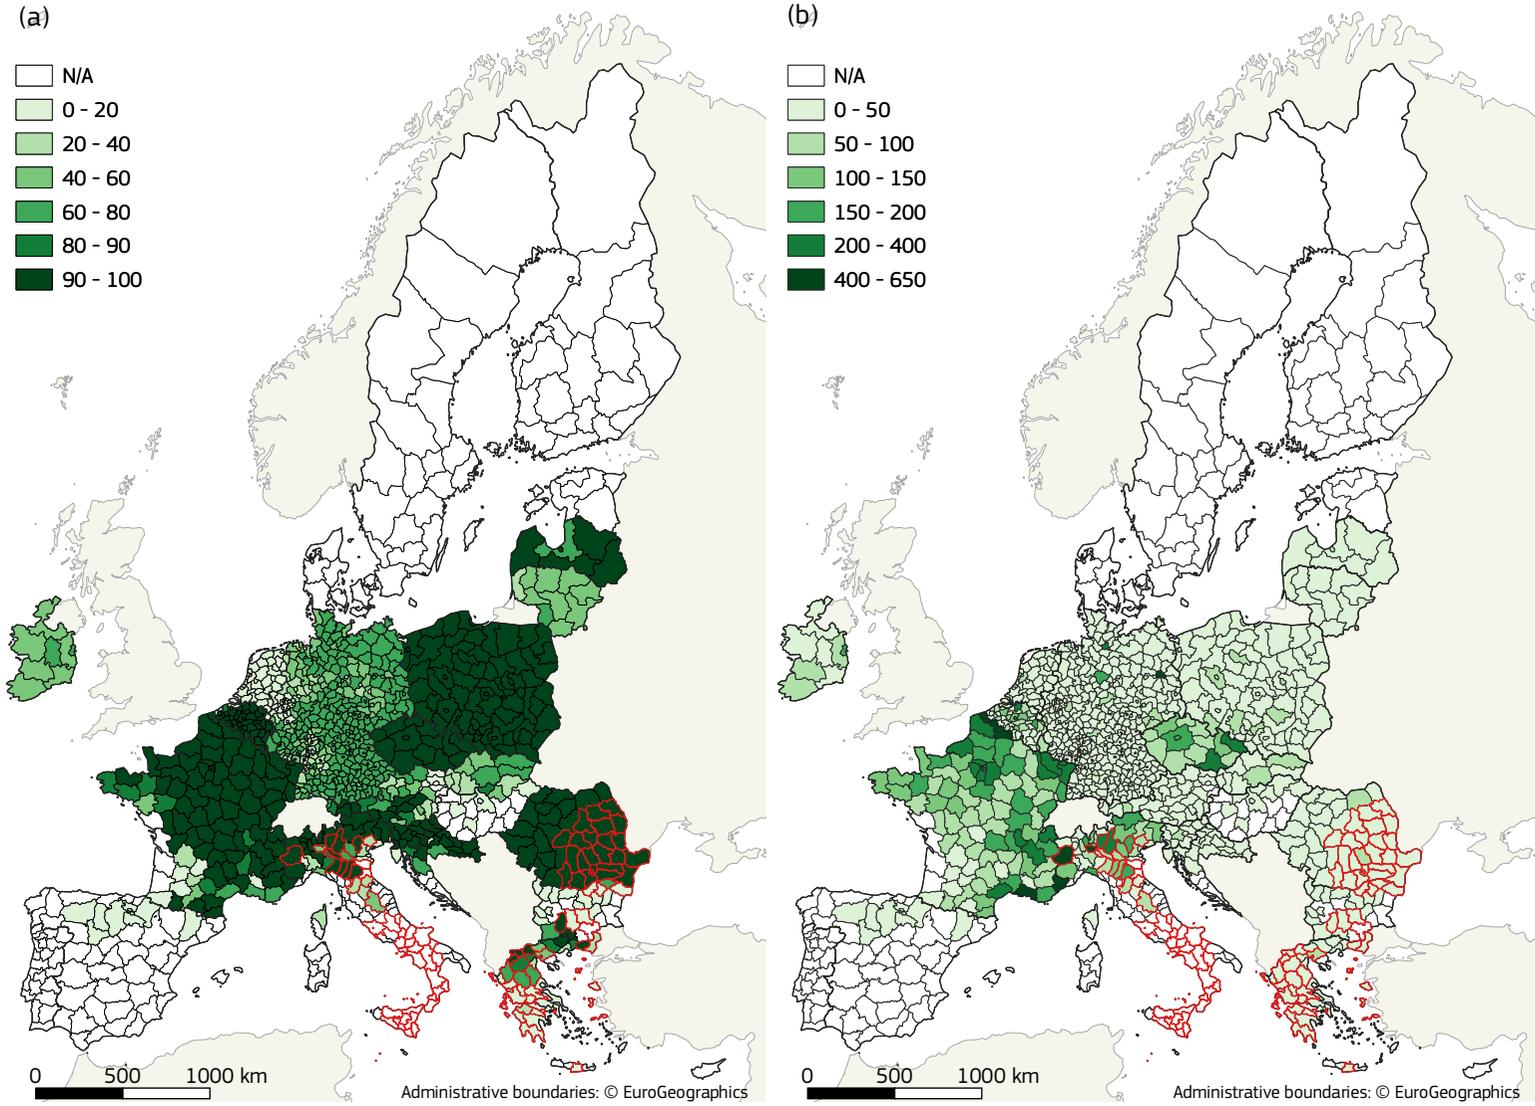 (a)
N/A
0 - 20
20 - 40
40 - 60
60 - 80
80 - 90
90 - 100
0 500 1000 km
Administrative boundaries: © EuroGeographics
(b)
N/A
0 - 50
50 - 100
100 - 150
150 - 200
200 - 400
400 - 650
0 500 1000 km
Administrative boundaries: © EuroGeographics